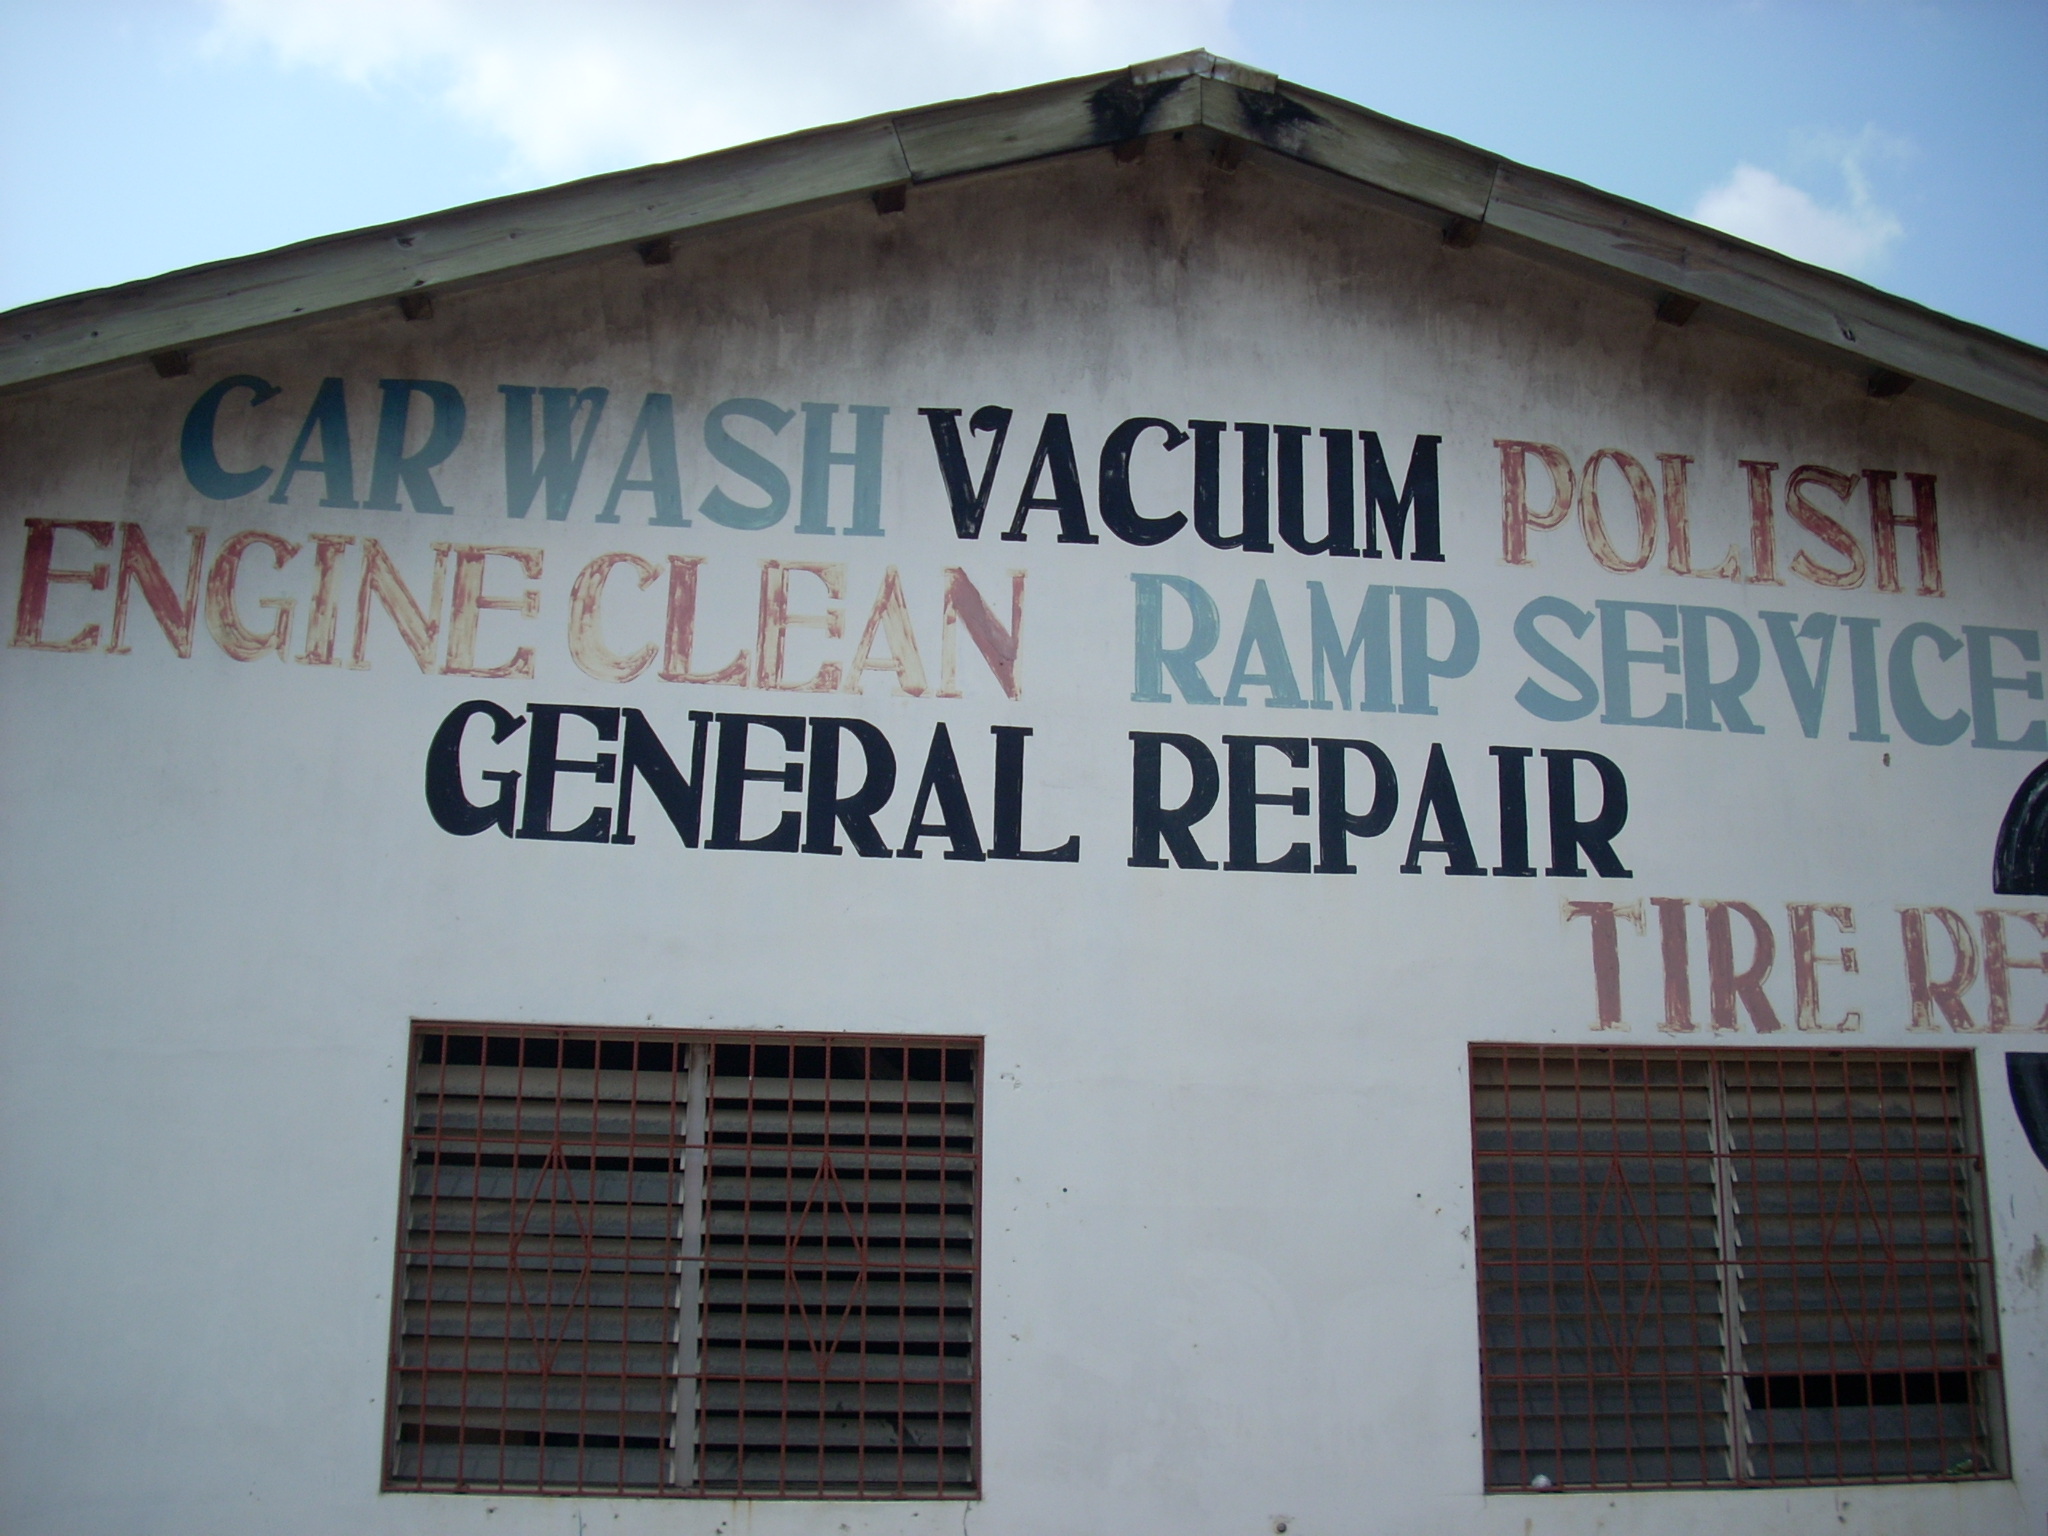 CAR WASH VACUUM POLISH
ENGINE CLEAN RAMP SERVICE
GENERAL REPAIR
TIRE